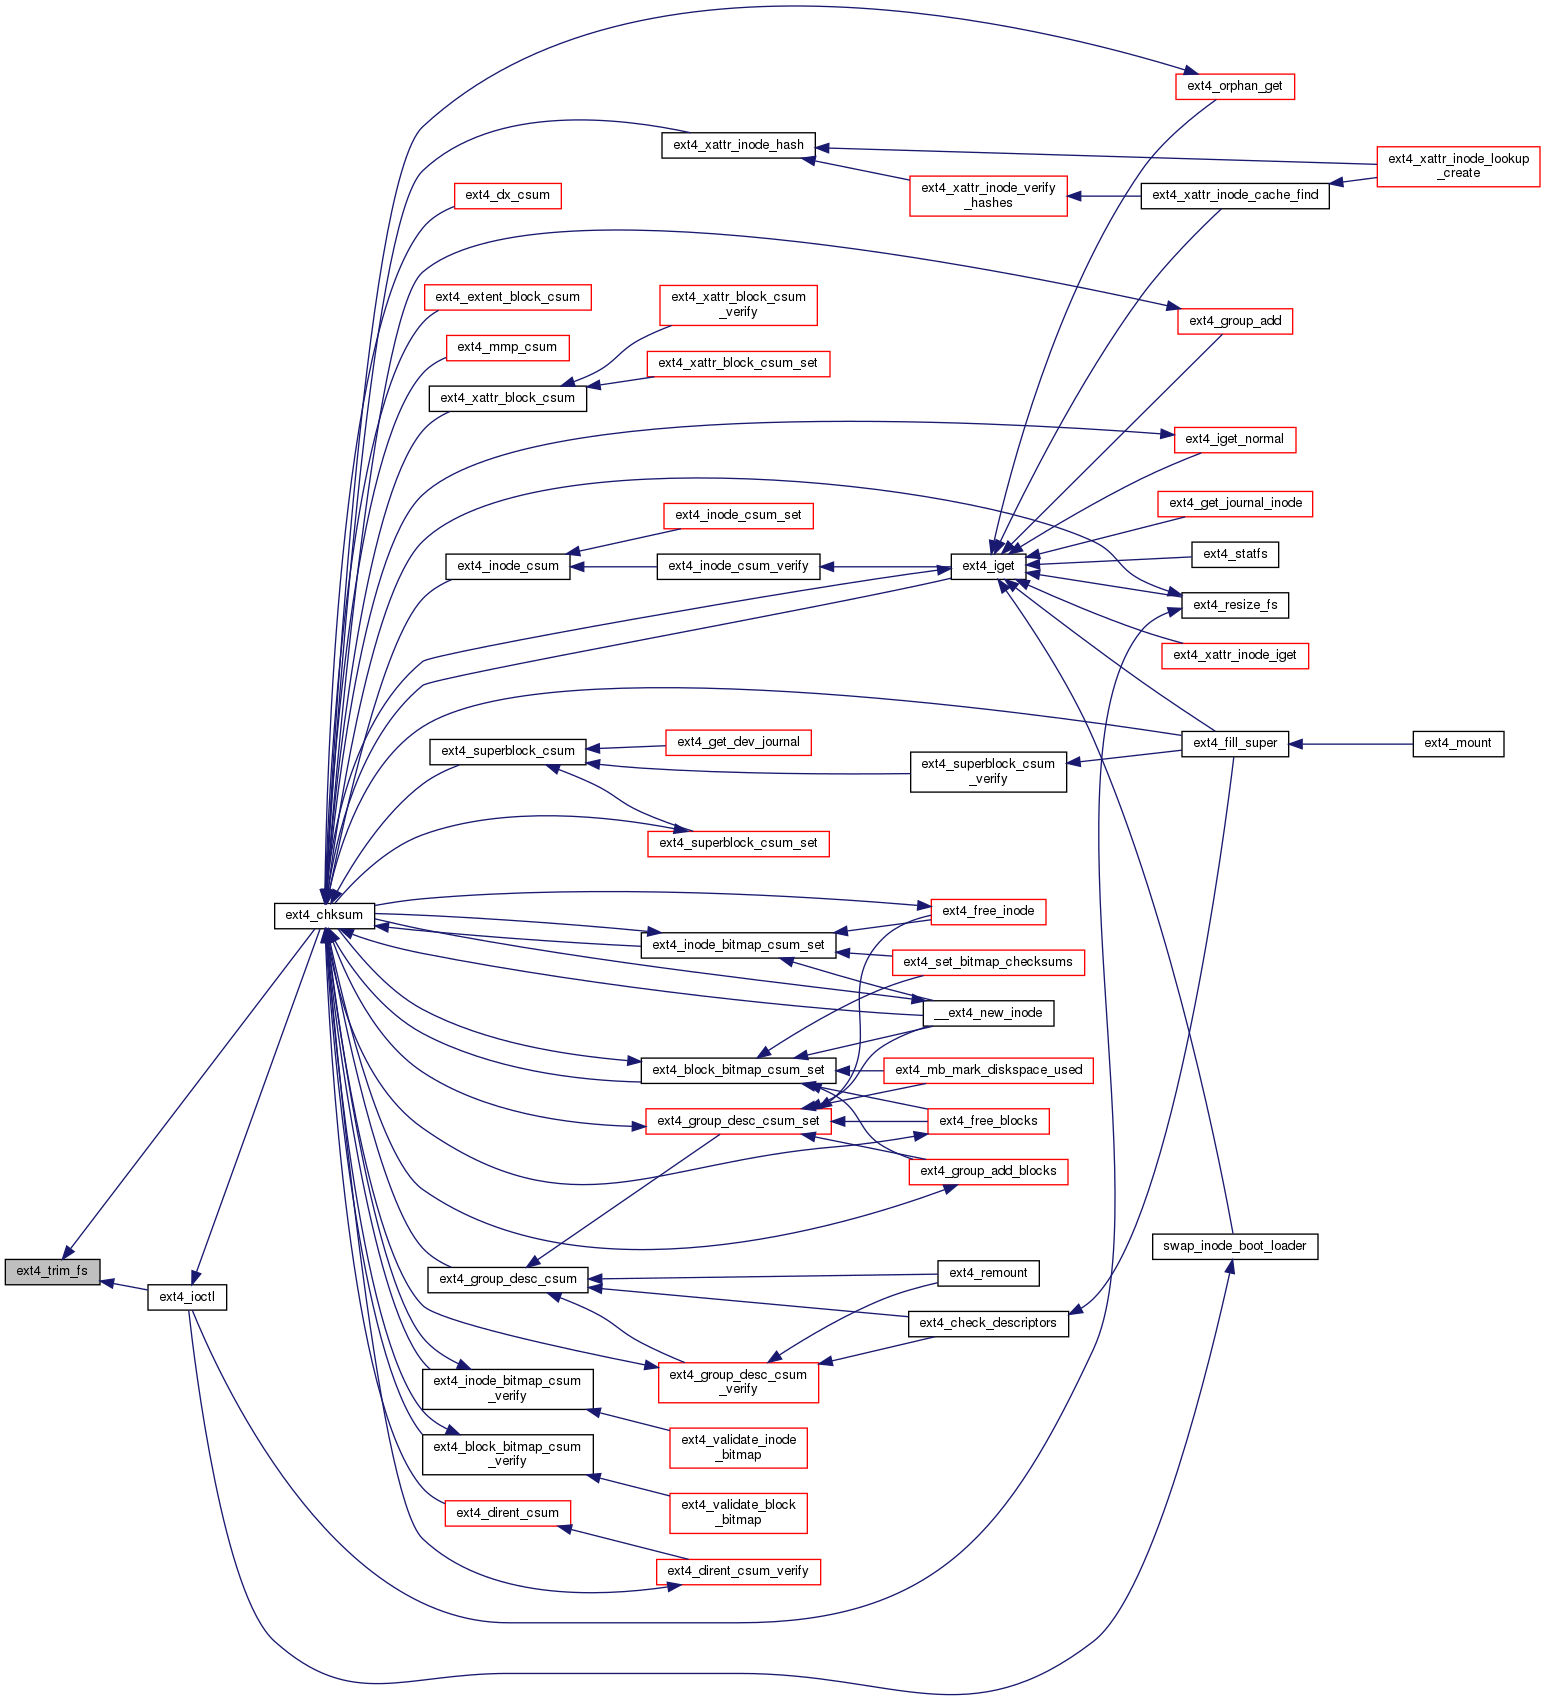 ext4_orphan_get
ext4_xattr_inode_hash
ext4_xattr_inode_lookup
_create
ext4_dx_csum
ext4_xattr_inode_verify
_hashes
ext4_xattr_inode_cache_find
ext4_extent_block_csum
ext4_xattr_block_csum
_verify
ext4_group_add
ext4_mmp_csum
ext4_xattr_block_csum_set
ext4_xattr_block_csum
ext4_iget_normal
ext4_inode_csum_set
ext4_get_journal_inode
ext4_inode_csum
ext4_inode_csum_verify
ext4_iget
ext4_statfs
ext4_resize_fs
ext4_xattr_inode_iget
ext4_superblock_csum
ext4_get_dev_journal
ext4_fill_super
ext4_mount
ext4_superblock_csum
_verify
ext4_superblock_csum_set
ext4_chksum
ext4_free_inode
ext4_inode_bitmap_csum_set
ext4_set_bitmap_checksums
__ext4_new_inode
ext4_block_bitmap_csum_set
ext4_mb_mark_diskspace_used
ext4_group_desc_csum_set
ext4_free_blocks
ext4_group_add_blocks
swap_inode_boot_loader
ext4_trim_fs
ext4_ioctl
ext4_group_desc_csum
ext4_remount
ext4_check_descriptors
ext4_inode_bitmap_csum
_verify
ext4_group_desc_csum
_verify
ext4_block_bitmap_csum
_verify
ext4_validate_inode
_bitmap
ext4_dirent_csum
ext4_validate_block
_bitmap
ext4_dirent_csum_verify